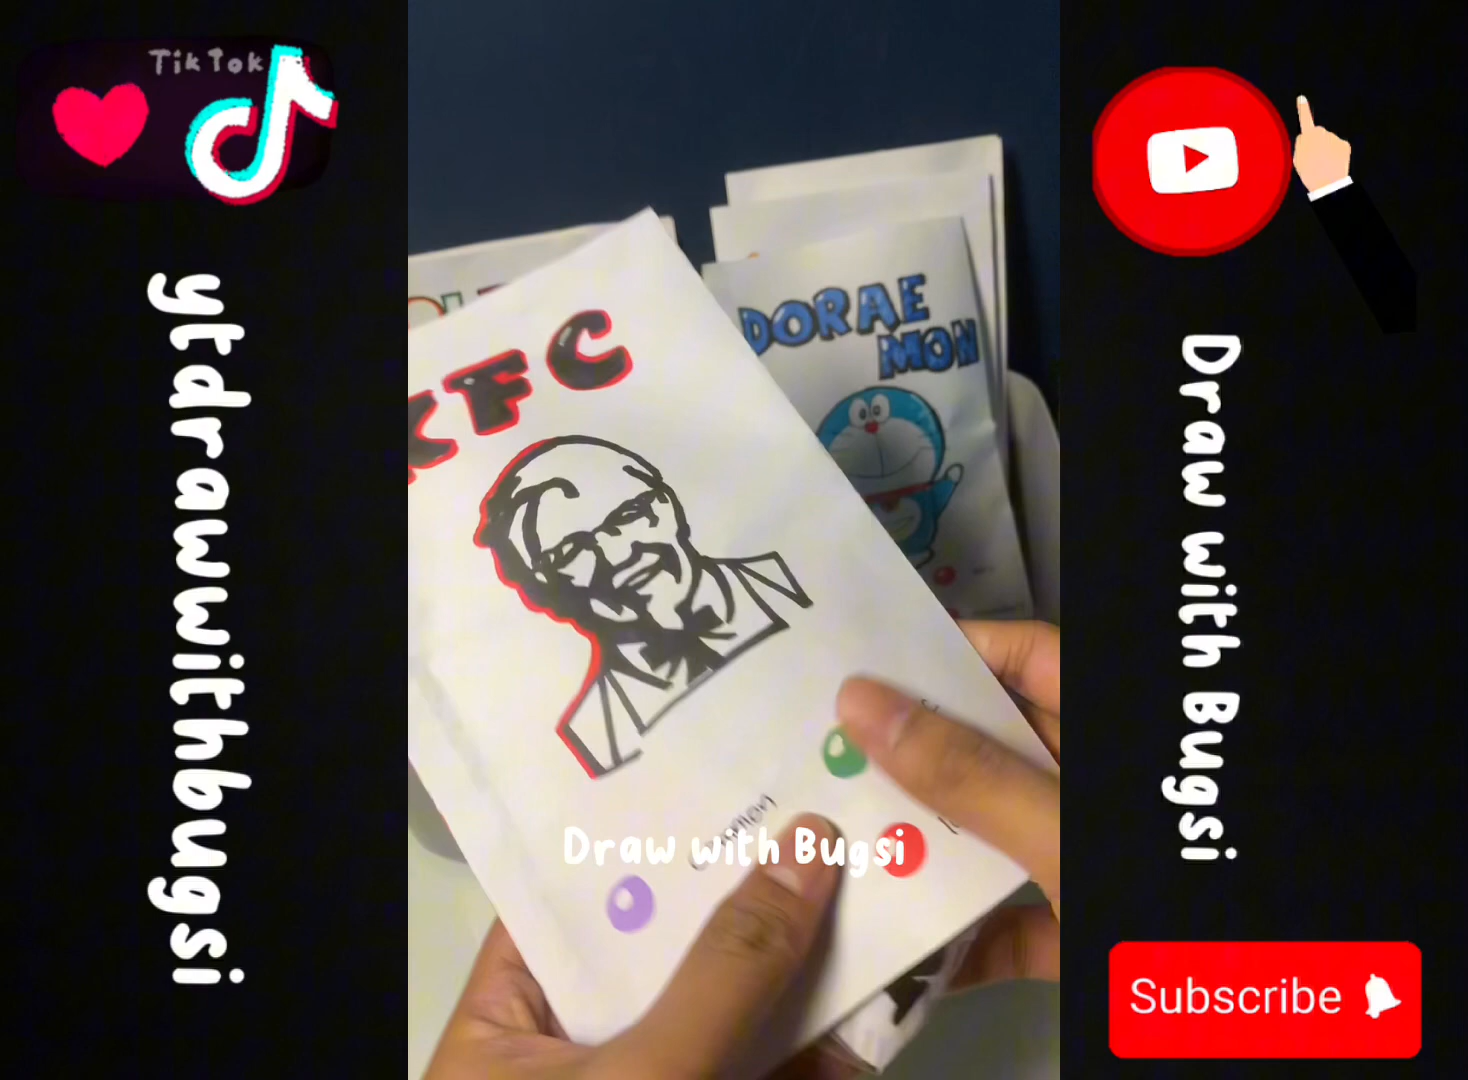 TikTok
ytdrawwithbugsi
KFC
DORAE
MON
Draw with Bugsi
Draw with Bugsi
Subscribe